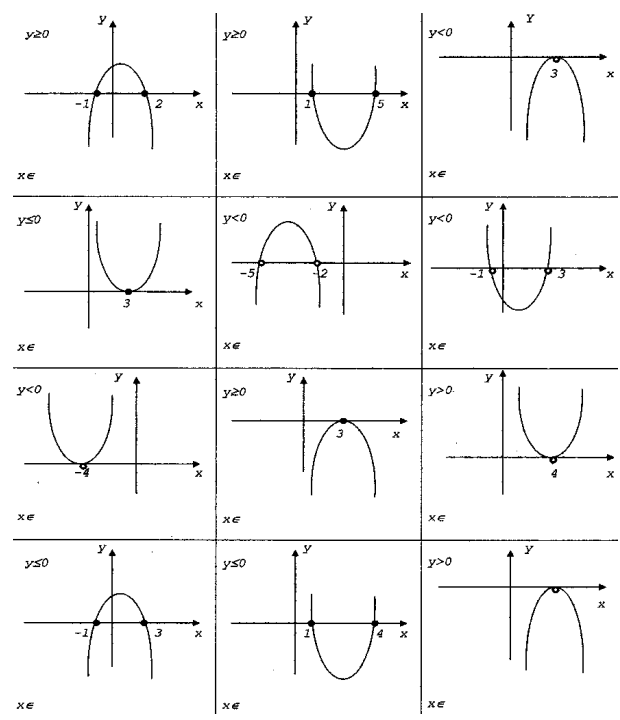 y≥0 y
-1 2 x
x∈
y≥0 y
1 5 x
x∈
y<0 Y
3 x
x∈
y≤0 y
3 x
x∈
y<0 y
-5 -2 x
x∈
y<0 y
-1 3 x
x∈
y<0 y
-4 x
x∈
y≥0 y
3 x
x∈
y>0 y
4 x
x∈
y≤0 y
-1 3 x
x∈
y≤0 y
1 4 x
x∈
y>0 Y
x
x∈